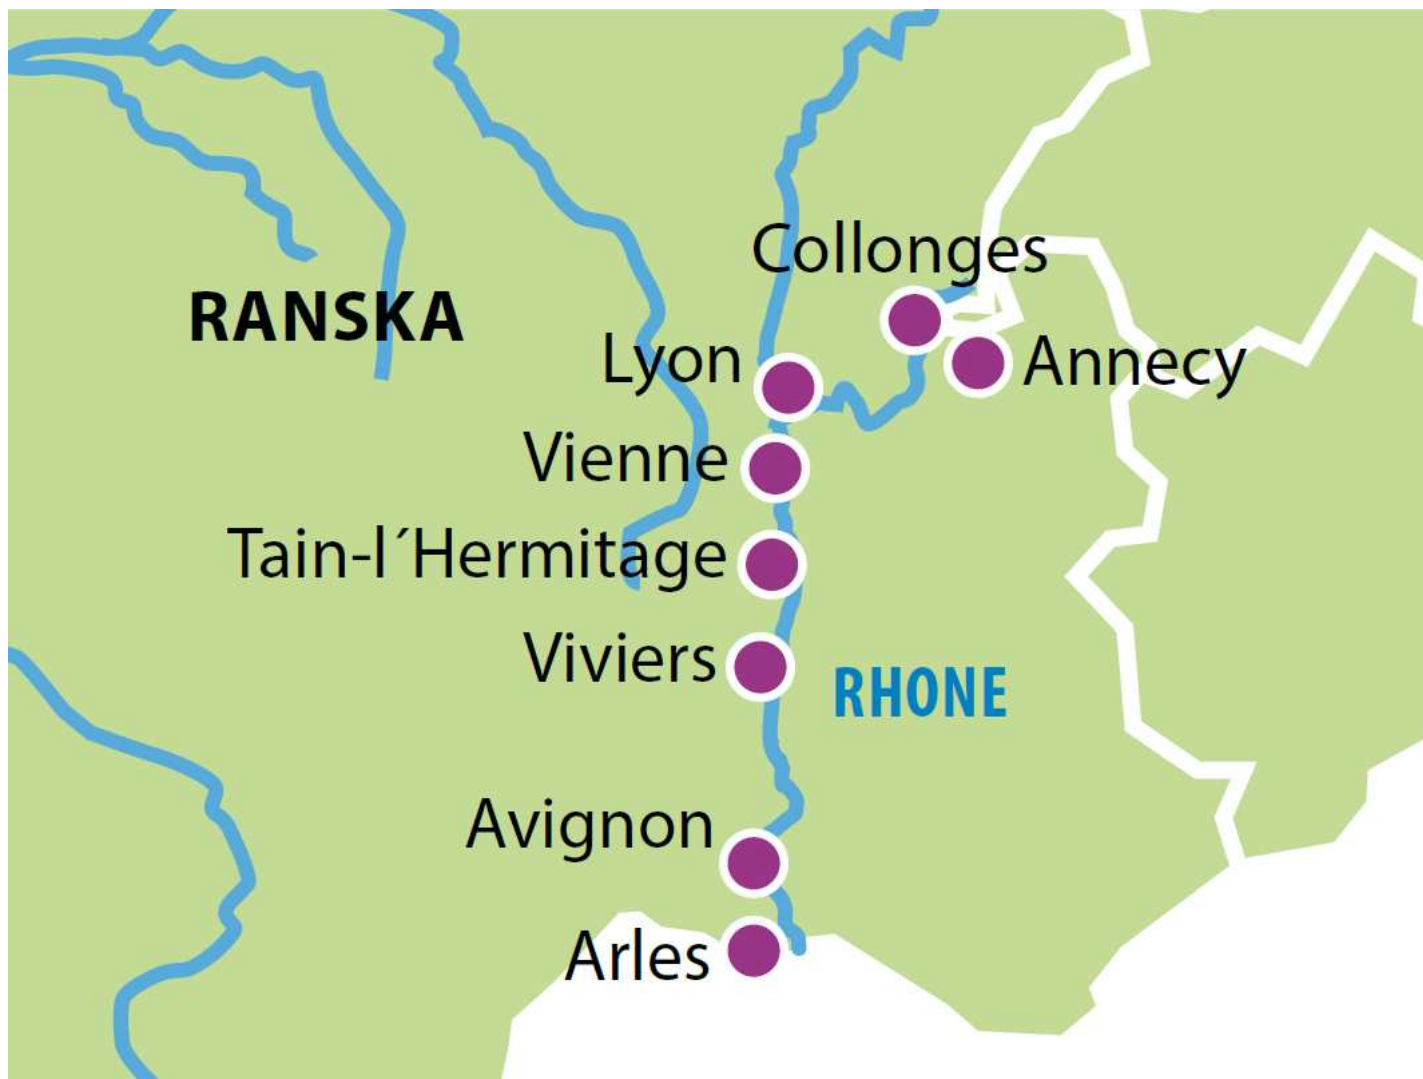 Collonges
RANSKA
Lyon
Annecy
Vienne
Tain-l´Hermitage
Viviers
RHONE
Avignon
Arles